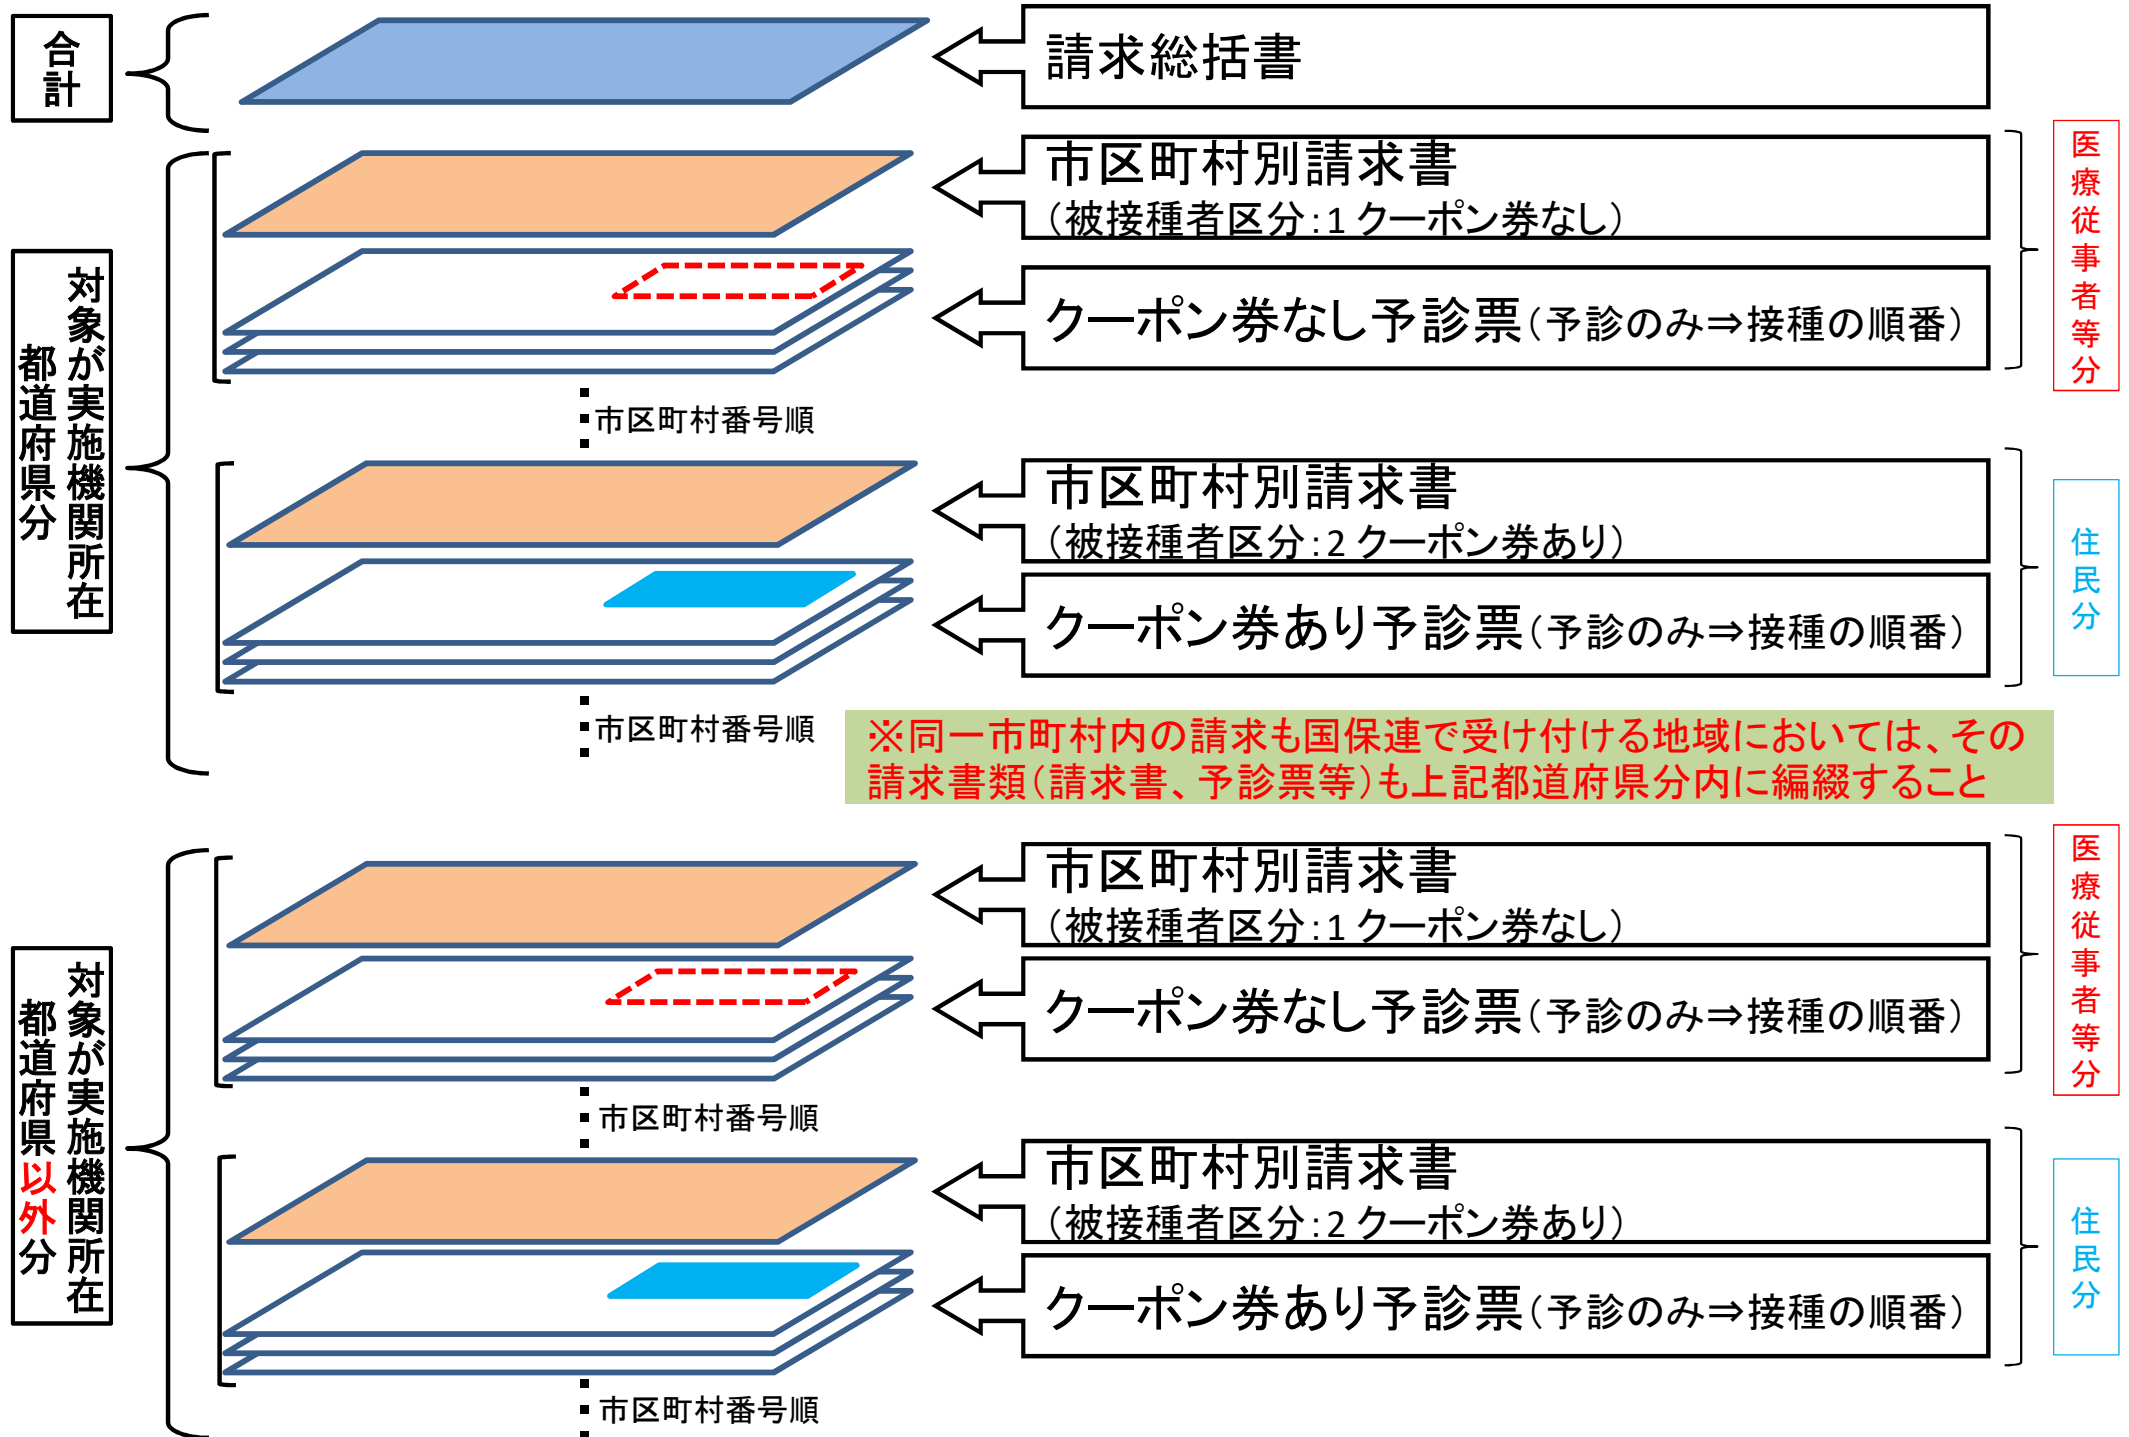 合計
請求総括書
対象が実施機関所在
都道府県分
市区町村別請求書
（被接種者区分：1 クーポン券なし）
クーポン券なし予診票（予診のみ⇒接種の順番）
医療従事者等分
市区町村番号順
市区町村別請求書
（被接種者区分：2 クーポン券あり）
クーポン券あり予診票（予診のみ⇒接種の順番）
住民分
市区町村番号順
※同一市町村内の請求も国保連で受け付ける地域においては、その
請求書類（請求書、予診票等）も上記都道府県分内に編綴すること
対象が実施機関所在
都道府県以外分
市区町村別請求書
（被接種者区分：1 クーポン券なし）
クーポン券なし予診票（予診のみ⇒接種の順番）
医療従事者等分
市区町村番号順
市区町村別請求書
（被接種者区分：2 クーポン券あり）
クーポン券あり予診票（予診のみ⇒接種の順番）
住民分
市区町村番号順